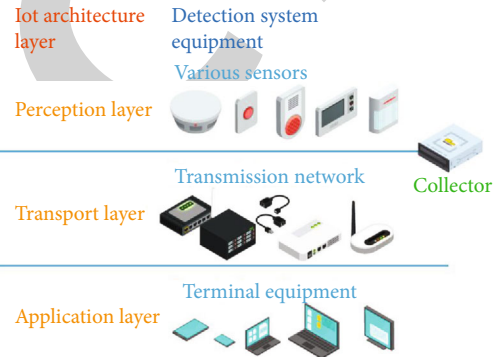 Iot architecture
layer
Detection system
equipment
Various sensors
Perception layer
Collector
Transmission network
Transport layer
Terminal equipment
Application layer